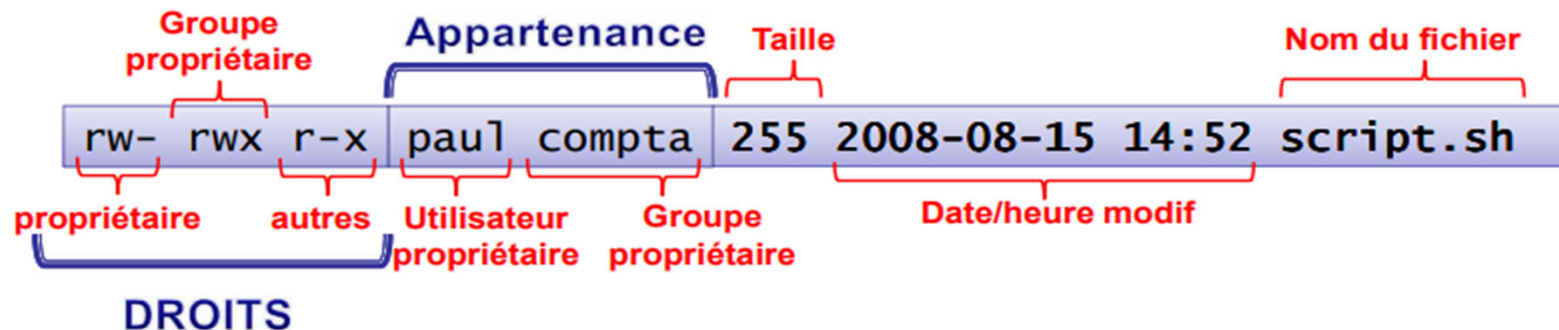 Groupe
propriétaire
Appartenance
Taille
Nom du fichier
rw- rwx r-x paul compta 255 2008-08-15 14:52 script.sh
propriétaire
autres
Utilisateur
propriétaire
Groupe
propriétaire
Date/heure modif
DROITS